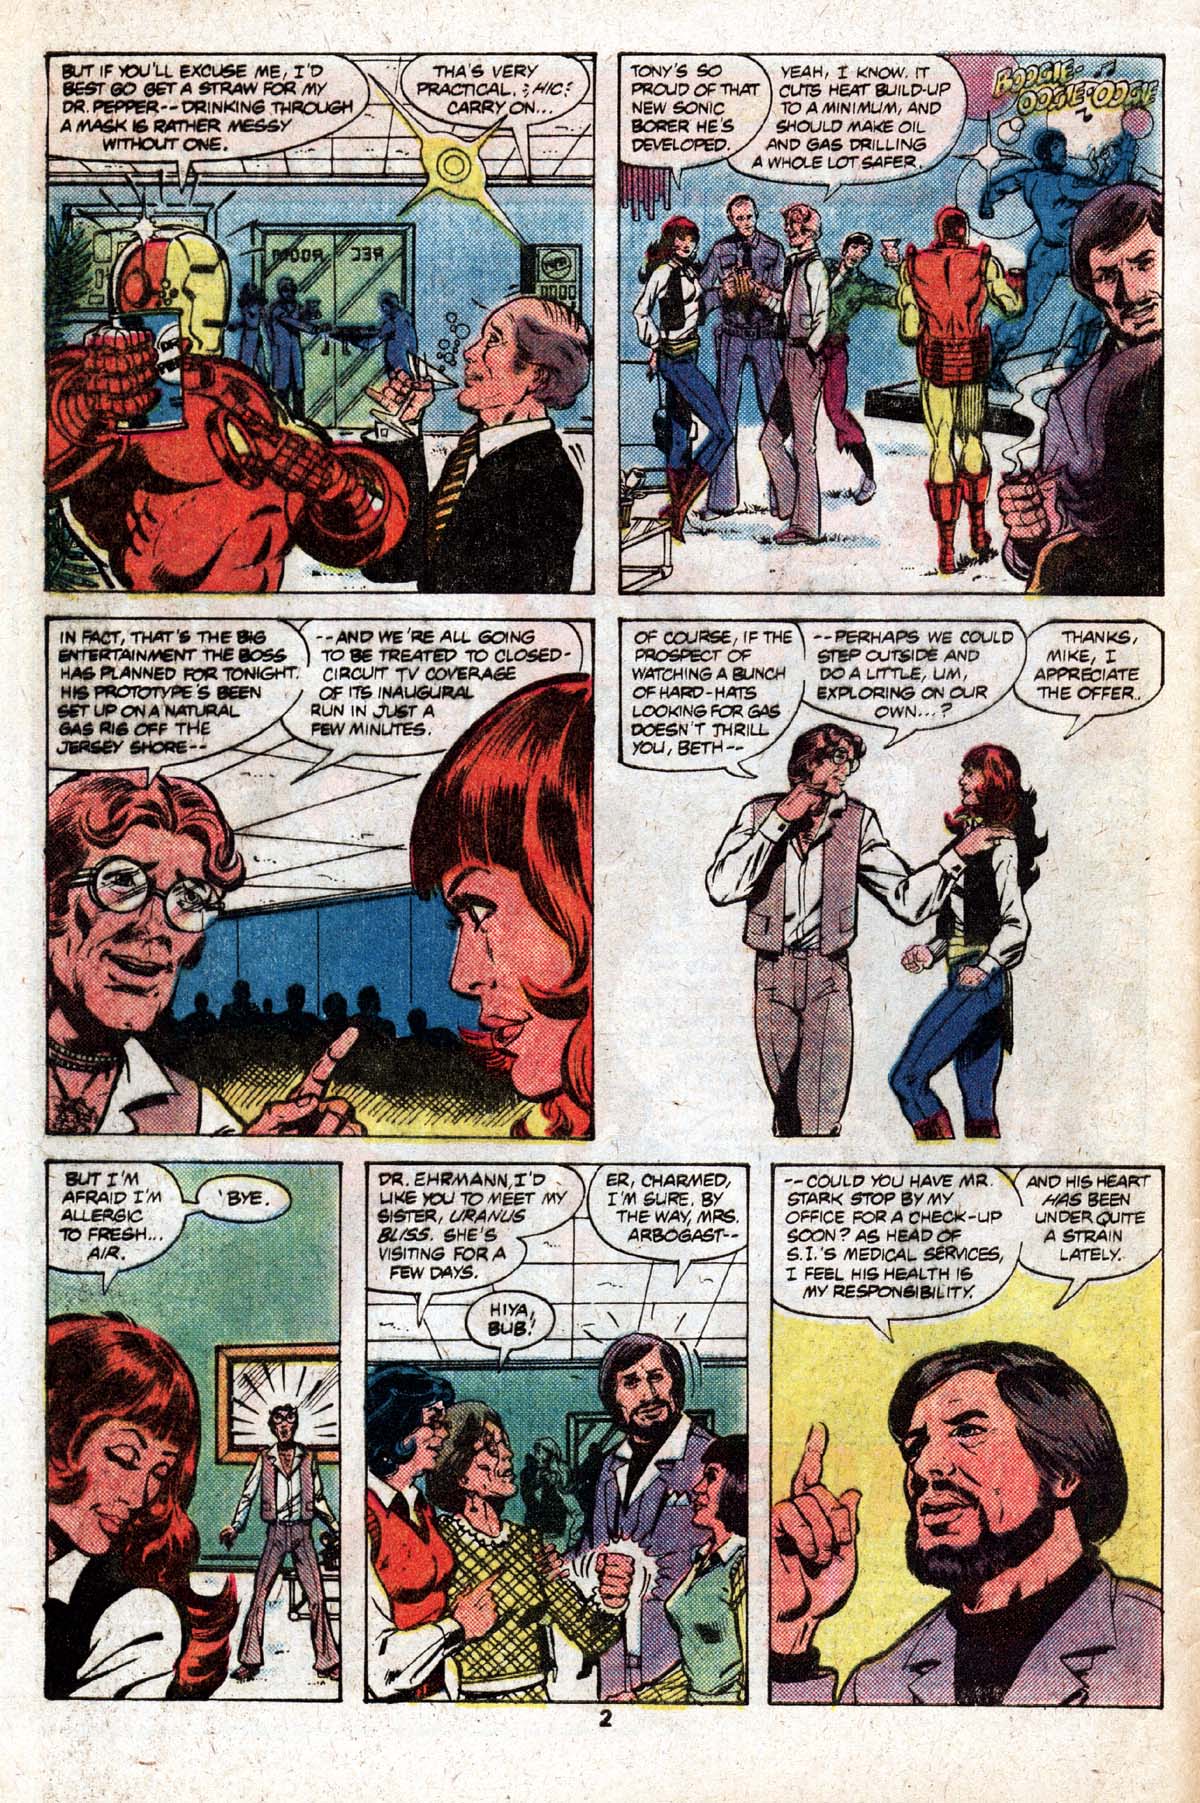 BUT IF YOU'LL EXCUSE ME, I'D
BEST GO GET A STRAW FOR MY
DR. PEPPER-- DRINKING THROUGH
A MASK IS RATHER MESSY
WITHOUT ONE.
THA'S VERY
PRACTICAL. HIC!
CARRY ON...
REC ROOM
DR
PEP
TONY'S SO
PROUD OF THAT
NEW SONIC
BORER HE'S
DEVELOPED.
YEAH, I KNOW. IT
CUTS HEAT BUILD-UP
TO A MINIMUM, AND
SHOULD MAKE OIL
AND GAS DRILLING
A WHOLE LOT SAFER.
BOOGIE-
OOGIE-OOGIE
IN FACT, THAT'S THE BIG
ENTERTAINMENT THE BOSS
HAS PLANNED FOR TONIGHT.
HIS PROTOTYPE'S BEEN
SET UP ON A NATURAL
GAS RIG OFF THE
JERSEY SHORE--
--AND WE'RE ALL GOING
TO BE TREATED TO CLOSED-
CIRCUIT TV COVERAGE
OF ITS INAUGURAL
RUN IN JUST A
FEW MINUTES.
OF COURSE, IF THE
PROSPECT OF
WATCHING A BUNCH
OF HARD-HATS
LOOKING FOR GAS
DOESN'T THRILL
YOU, BETH--
--PERHAPS WE COULD
STEP OUTSIDE AND
DO A LITTLE, UM,
EXPLORING ON OUR
OWN...?
THANKS,
MIKE, I
APPRECIATE
THE OFFER..
BUT I'M
AFRAID I'M
ALLERGIC
TO FRESH...
AIR.
'BYE.
DR. EHRMANN, I'D
LIKE YOU TO MEET MY
SISTER, URANUS
BLISS. SHE'S
VISITING FOR A
FEW DAYS.
HIYA,
BUB!
ER, CHARMED,
I'M SURE. BY
THE WAY, MRS.
ARBOGAST--
-- COULD YOU HAVE MR.
STARK STOP BY MY
OFFICE FOR A CHECK-UP
SOON? AS HEAD OF
S.I.'S MEDICAL SERVICES,
I FEEL HIS HEALTH IS
MY RESPONSIBILITY.
AND HIS HEART
HAS BEEN
UNDER QUITE
A STRAIN
LATELY.
2